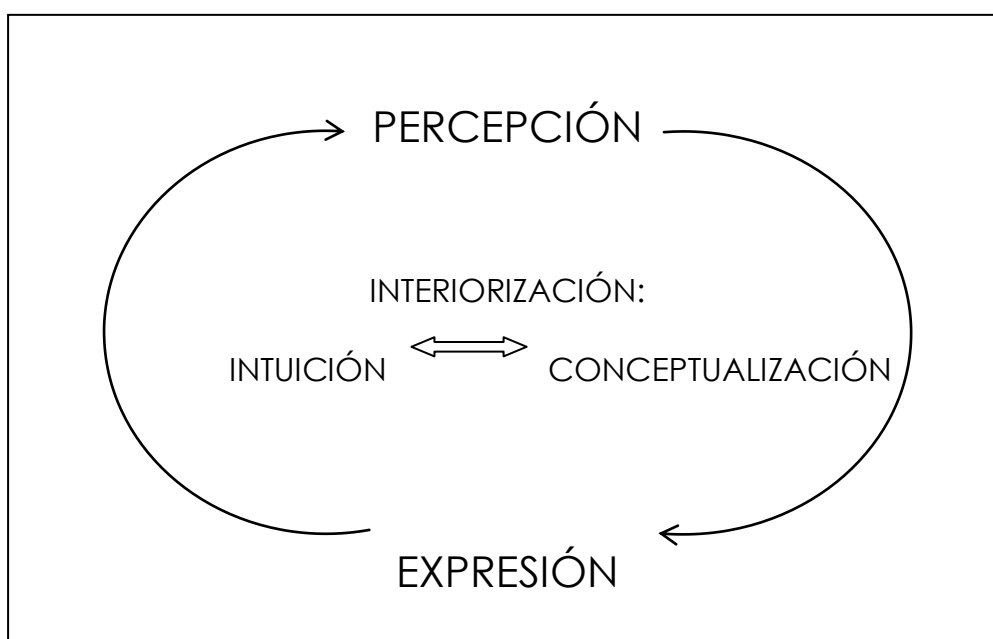 PERCEPCIÓN
INTERIORIZACIÓN:
INTUICIÓN CONCEPTUALIZACIÓN
EXPRESIÓN